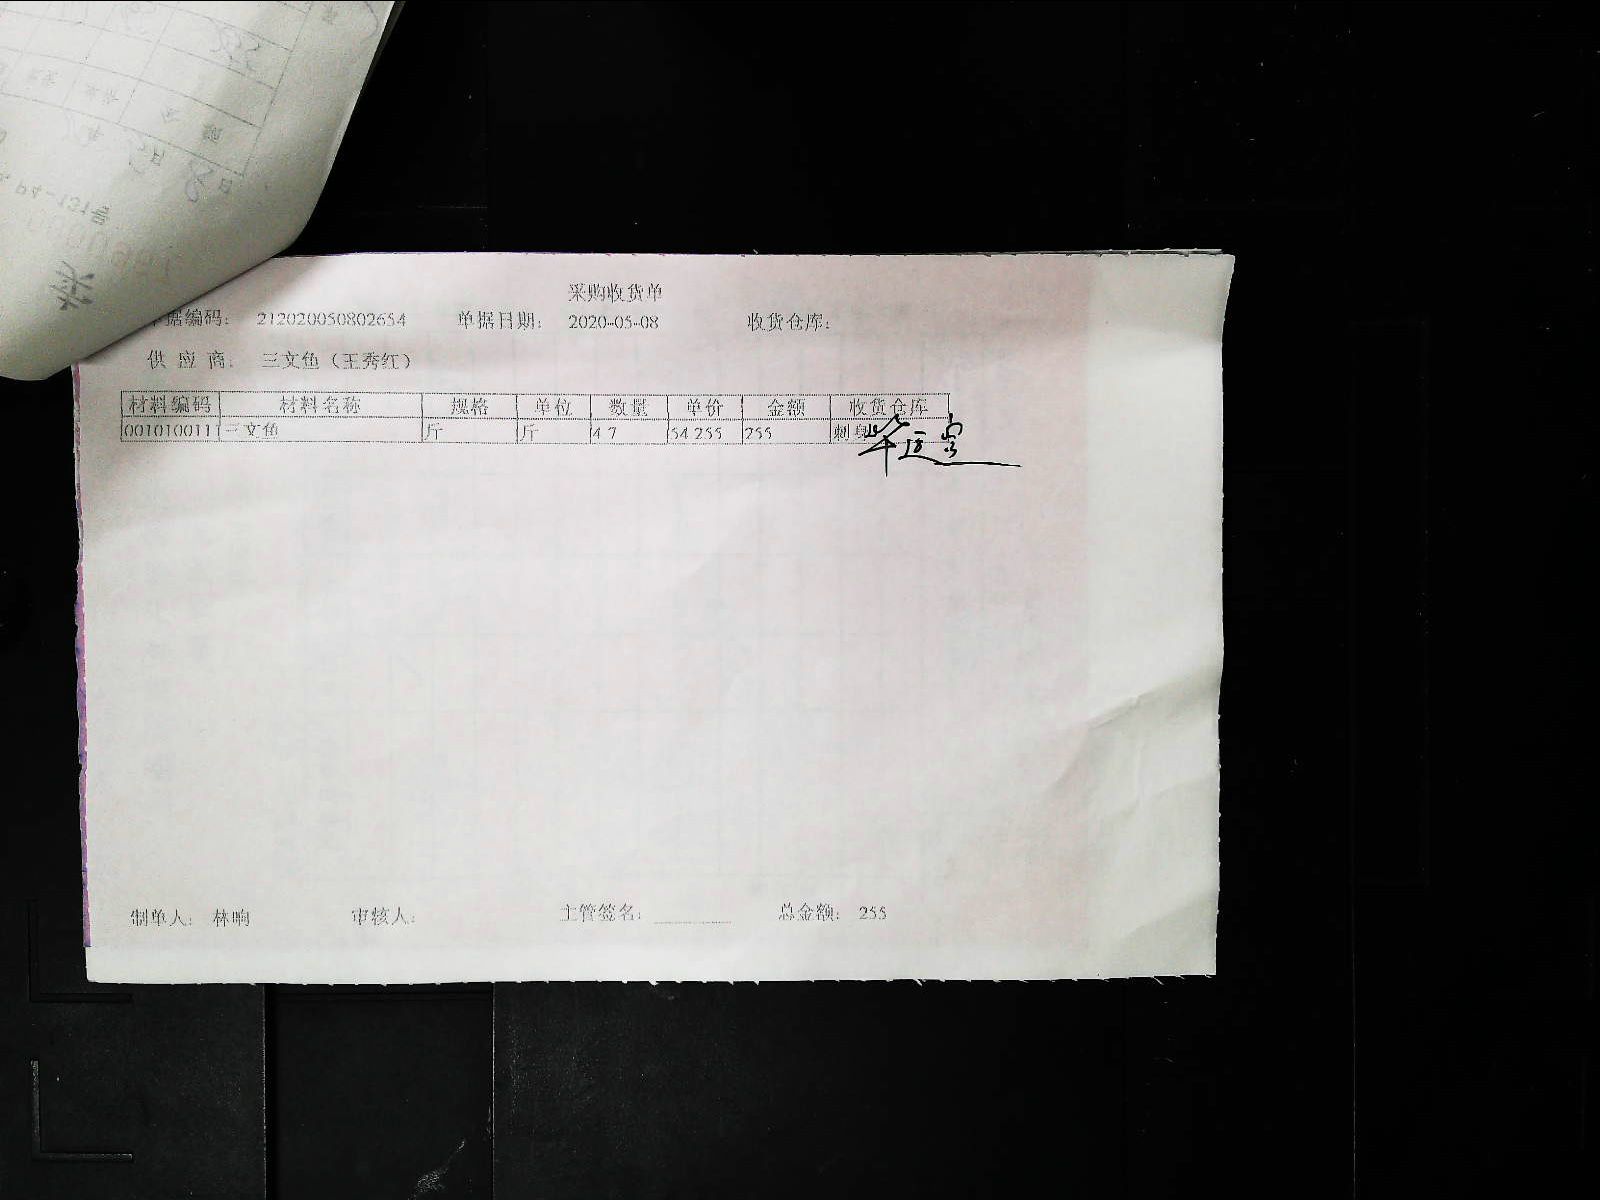 采购收货单
单据编码: 212020050802654 单据日期: 2020-05-08 收货仓库:
供 应 商: 三文鱼（王秀红）
材料编码 材料名称 规格 单位 数量 单价 金额 收货仓库
0010100111 三文鱼 斤 斤 4.7 54.255 255 刺身
制单人: 林响 审核人: 主管签名: 总金额: 255